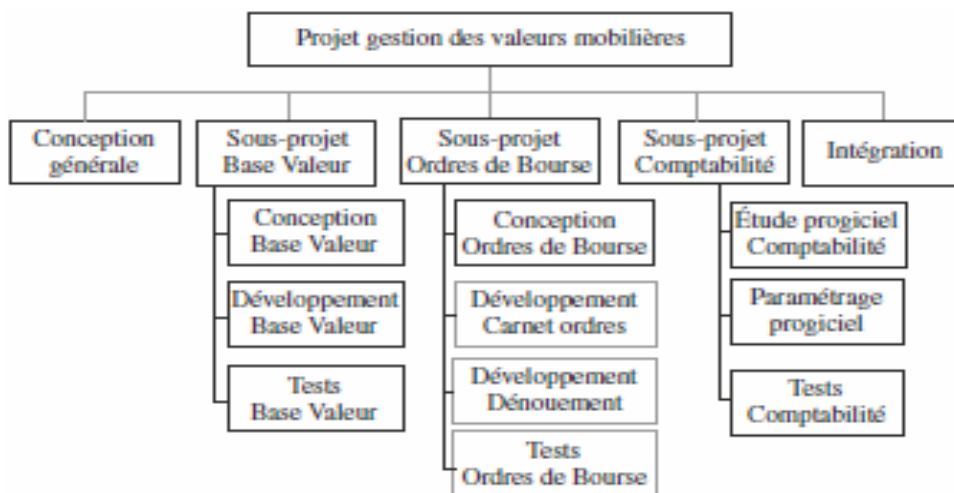 Projet gestion des valeurs mobilières
Conception
générale
Sous-projet
Base Valeur
Sous-projet
Ordres de Bourse
Sous-projet
Comptabilité
Intégration
Conception
Base Valeur
Développement
Base Valeur
Tests
Base Valeur
Conception
Ordres de Bourse
Développement
Carnet ordres
Développement
Dénouement
Tests
Ordres de Bourse
Étude progiciel
Comptabilité
Paramétrage
progiciel
Tests
Comptabilité